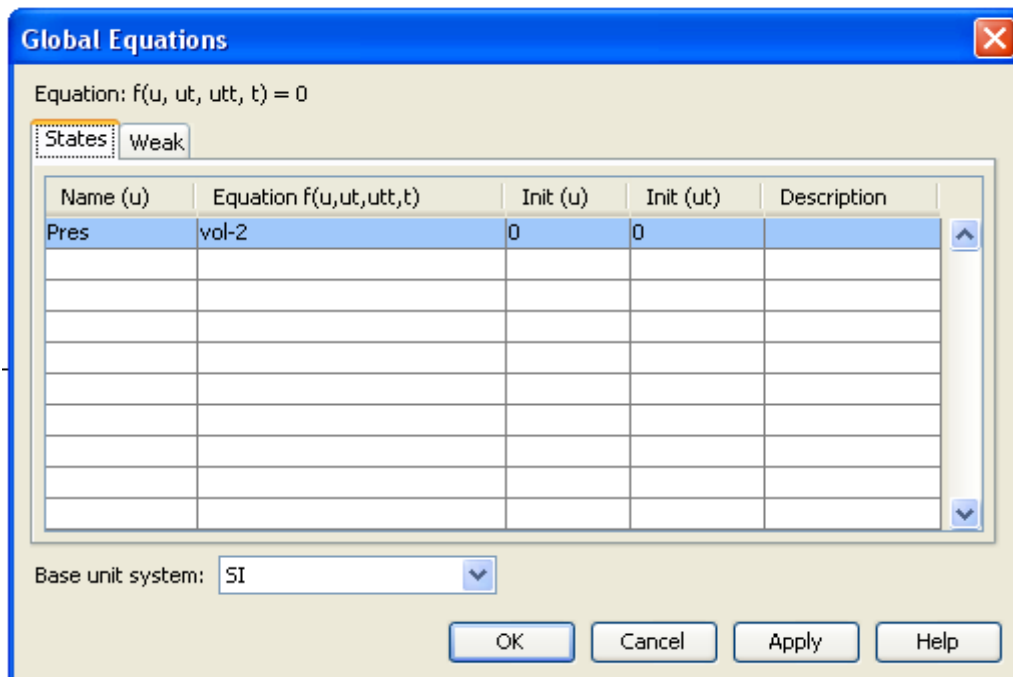 Global Equations
Equation: f(u, ut, utt, t) = 0
States Weak
Name (u) Equation f(u,ut,utt,t) Init (u) Init (ut) Description
Pres vol-2 0 0
Base unit system: SI
OK Cancel Apply Help